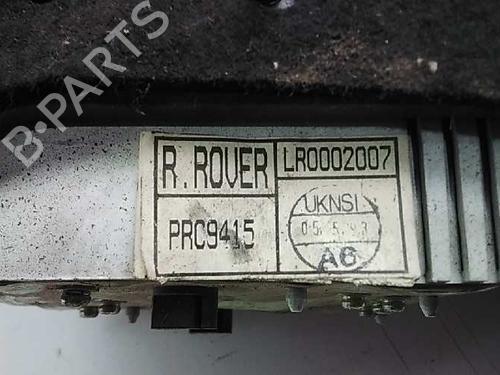 B-PARTS
R.ROVER
LR0002007
PRC9415
UKNSI
A6